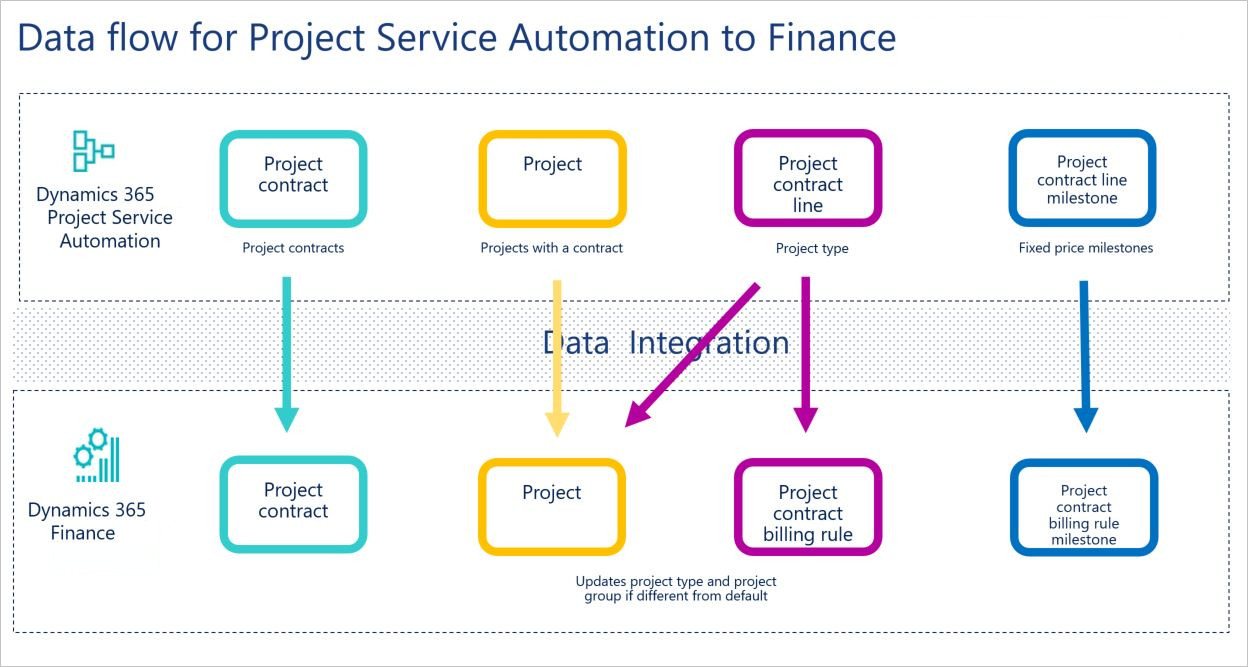 Data flow for Project Service Automation to Finance
Dynamics 365
Project Service
Automation
Project
contract
Project contracts
Project
Projects with a contract
Project
contract
line
Project type
Project
contract line
milestone
Fixed price milestones
Data Integration
Dynamics 365
Finance
Project
contract
Project
Project
contract
billing rule
Project
contract
billing rule
milestone
Updates project type and project
group if different from default